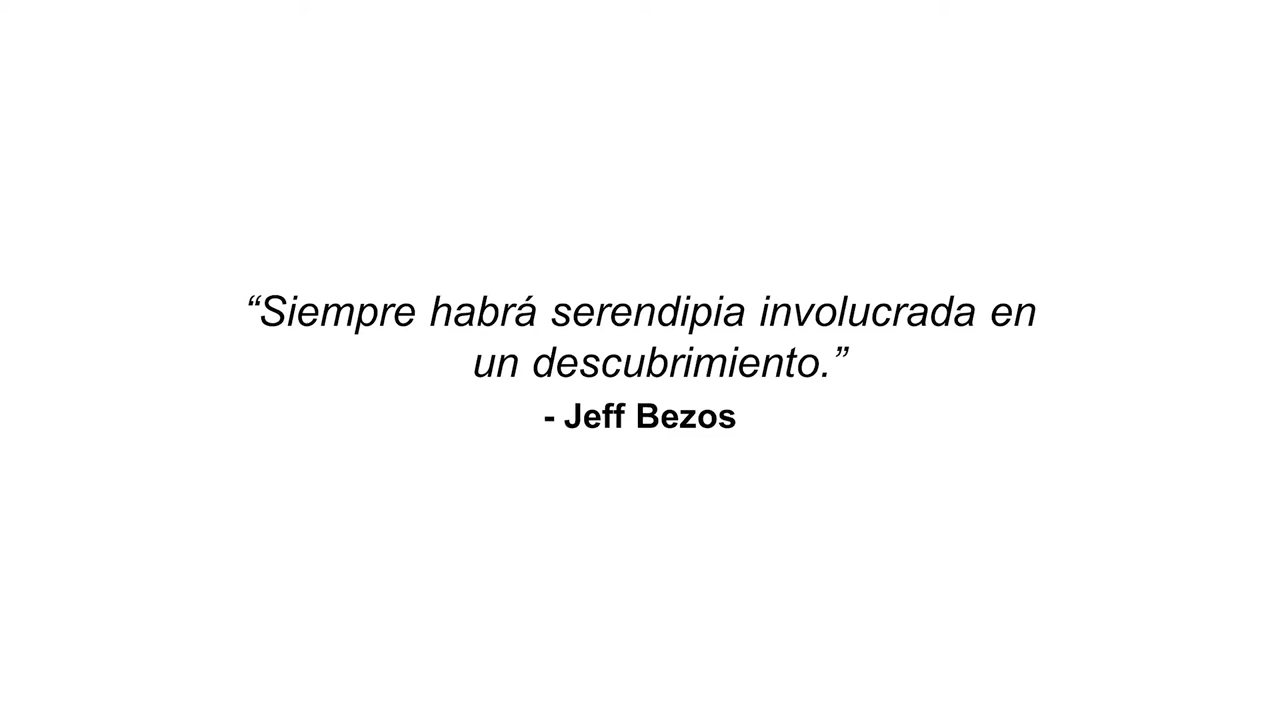 “Siempre habrá serendipia involucrada en
un descubrimiento.”
- Jeff Bezos